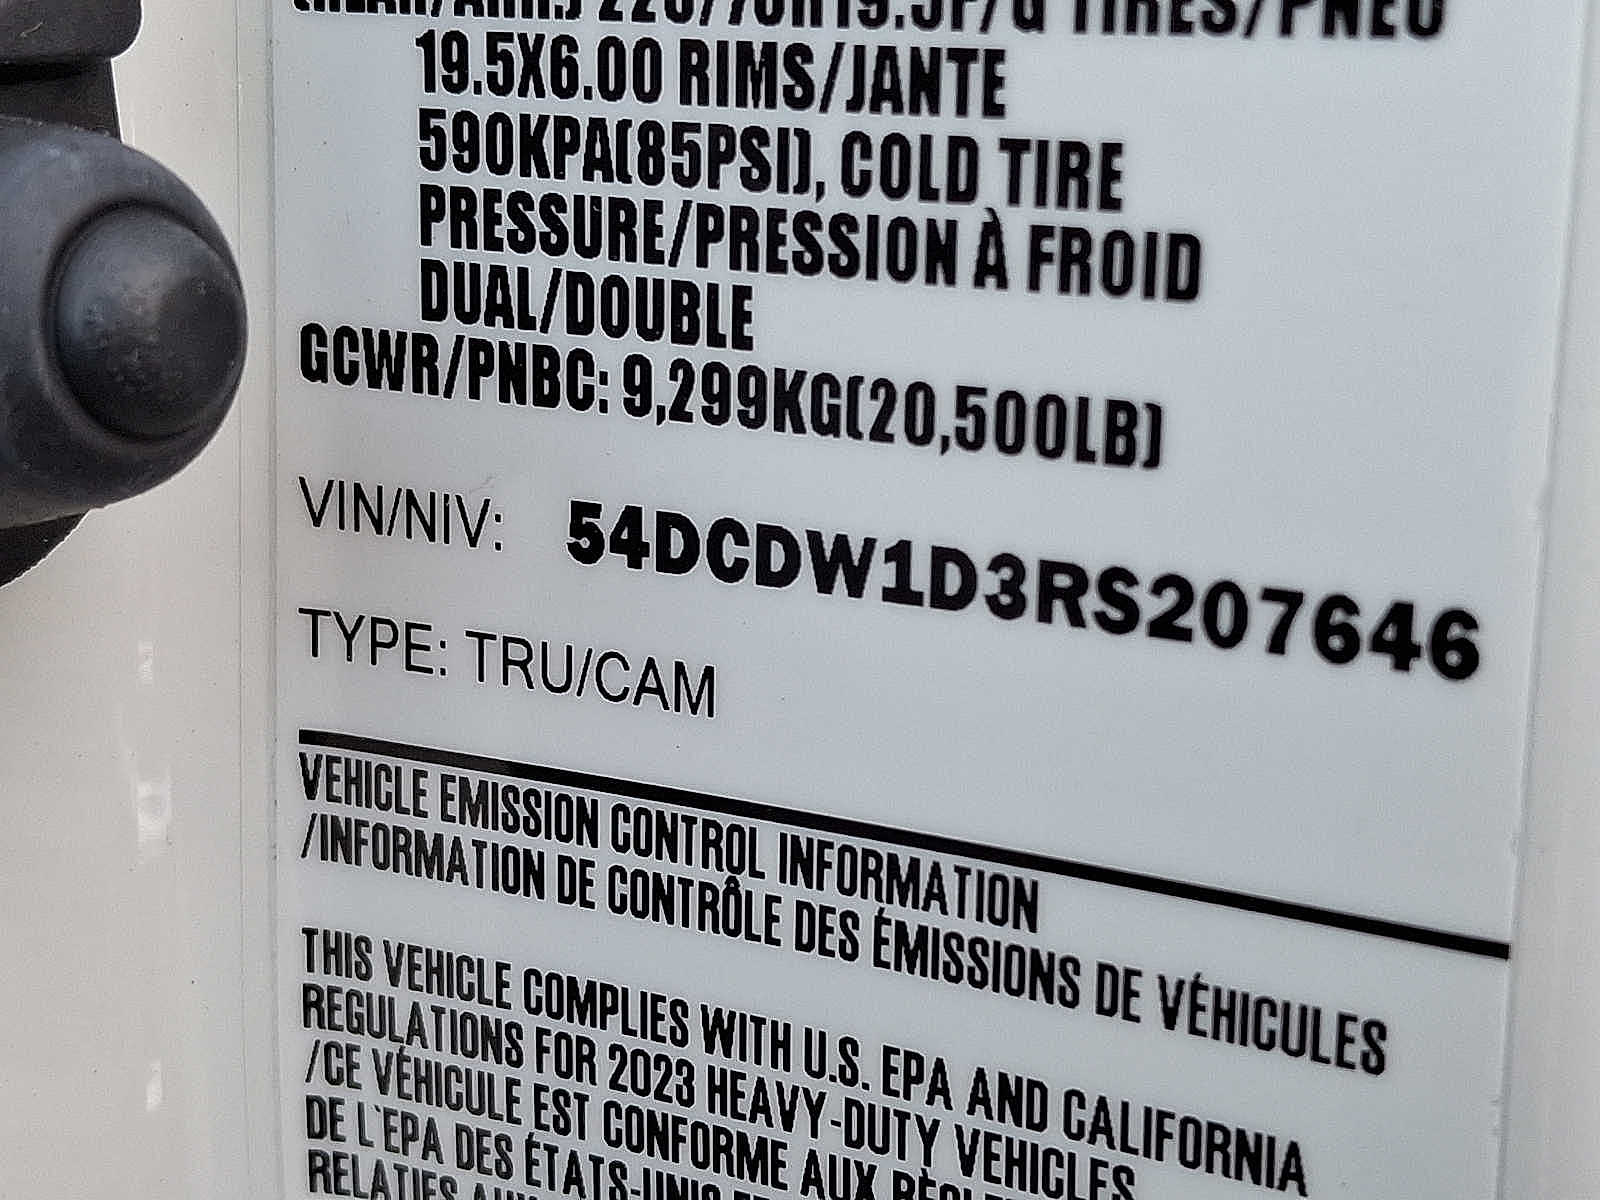 TIRES/PNEU
19.5X6.00 RIMS/JANTE
590KPA(85PSI), COLD TIRE
PRESSURE/PRESSION À FROID
DUAL/DOUBLE
GCWR/PNBC: 9,299KG(20,500LB)
VIN/NIV: 54DCDW1D3RS207646
TYPE: TRU/CAM
VEHICLE EMISSION CONTROL INFORMATION
/INFORMATION DE CONTRÔLE DES ÉMISSIONS DE VÉHICULES
THIS VEHICLE COMPLIES WITH U.S. EPA AND CALIFORNIA
REGULATIONS FOR 2023 HEAVY-DUTY VEHICLES
/CE VÉHICULE EST CONFORME AUX
DE L'EPA DES ÉTATS-UNIS